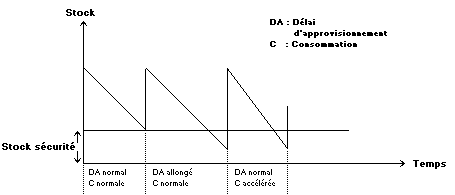 Stock
DA : Délai
d'approvisionnement
C : Consommation
Stock sécurité
Temps
DA normal
C normale
DA allongé
C normale
DA normal
C accélérée